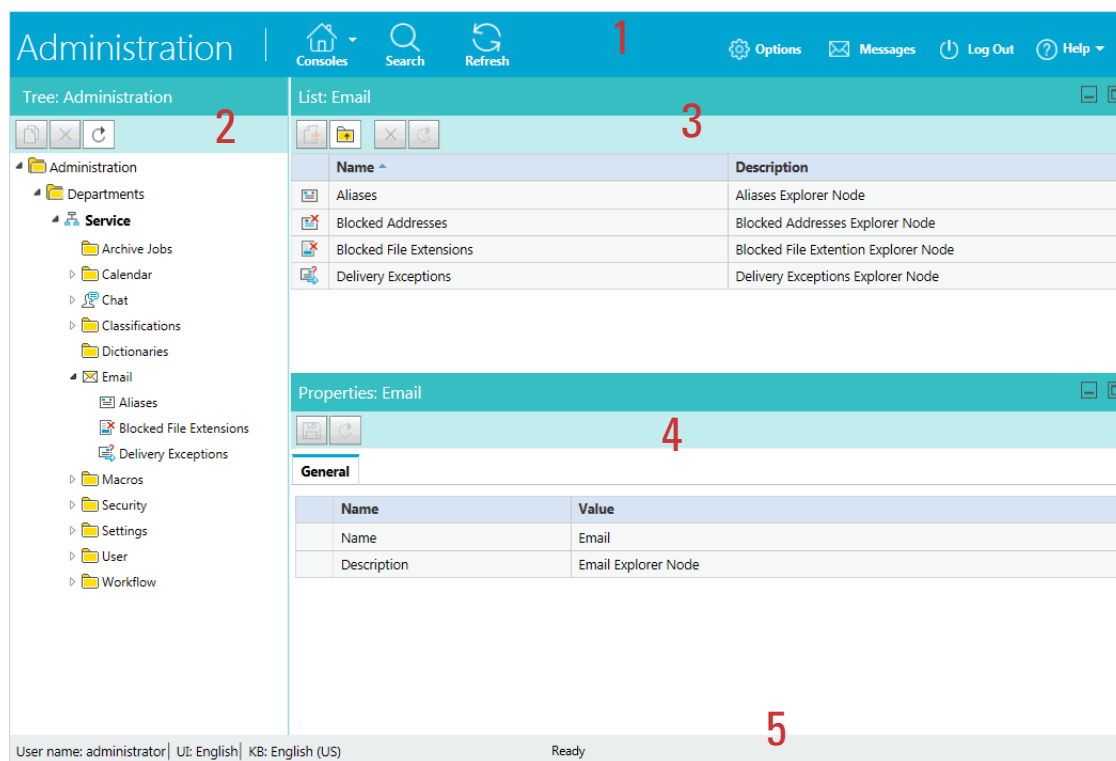 Administration
Consoles Search Refresh
1
Options Messages Log Out Help
Tree: Administration
2
Administration
Departments
Service
Archive Jobs
Calendar
Chat
Classifications
Dictionaries
Email
Aliases
Blocked File Extensions
Delivery Exceptions
Macros
Security
Settings
User
Workflow
List: Email
3
Name Description
Aliases Aliases Explorer Node
Blocked Addresses Blocked Addresses Explorer Node
Blocked File Extensions Blocked File Extention Explorer Node
Delivery Exceptions Delivery Exceptions Explorer Node
Properties: Email
4
General
Name Value
Name Email
Description Email Explorer Node
5
User name: administrator| UI: English| KB: English (US) Ready